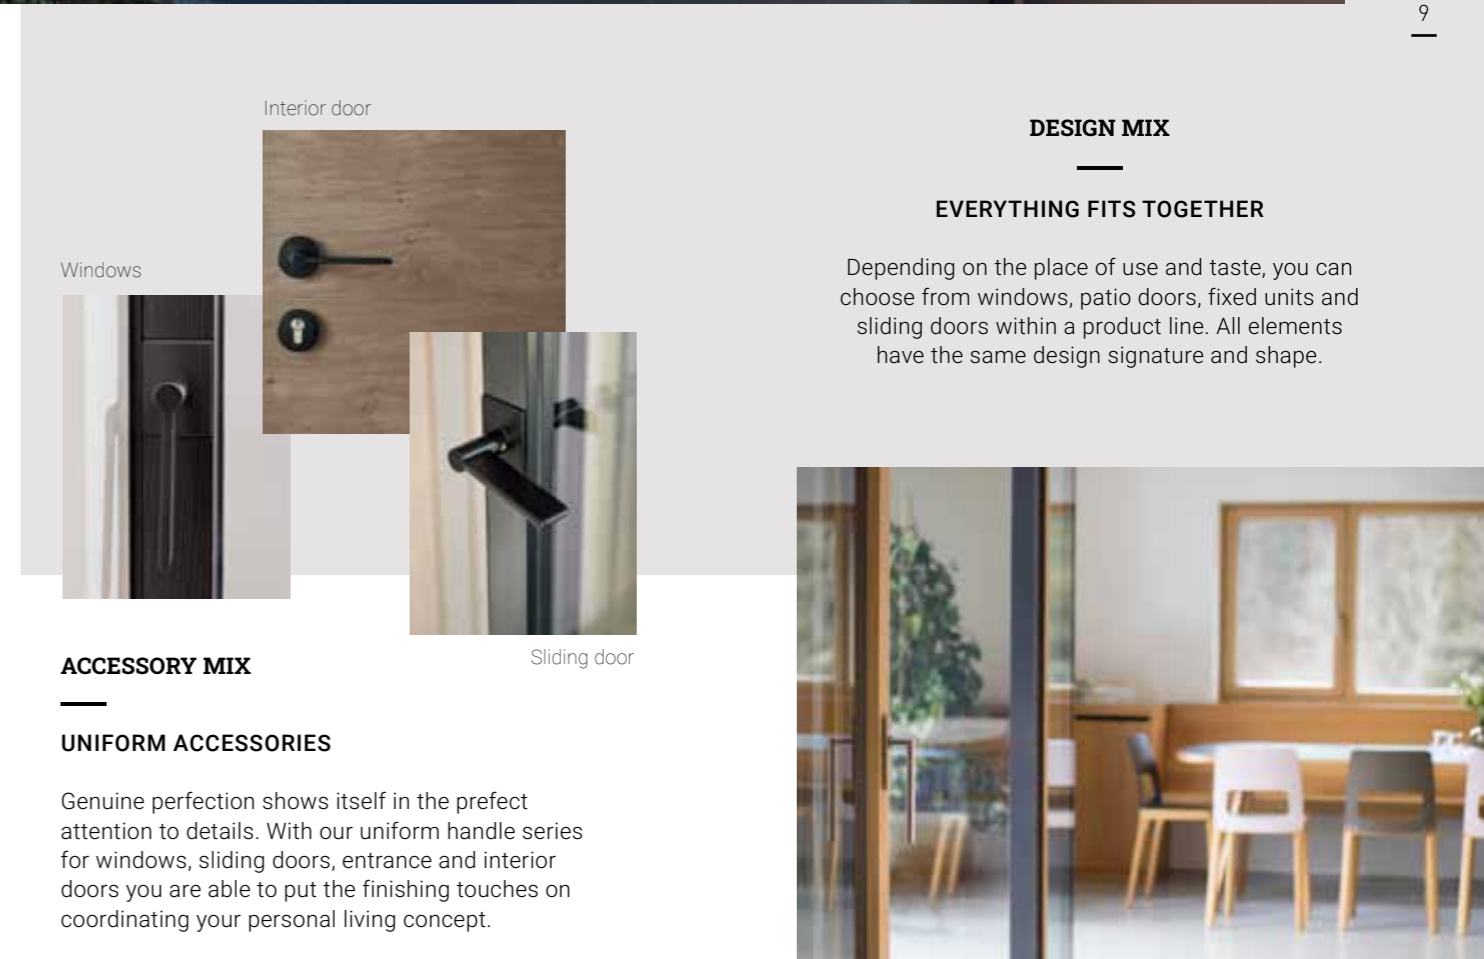 9
Interior door
Windows
Sliding door
DESIGN MIX
EVERYTHING FITS TOGETHER
Depending on the place of use and taste, you can
choose from windows, patio doors, fixed units and
sliding doors within a product line. All elements
have the same design signature and shape.
ACCESSORY MIX
UNIFORM ACCESSORIES
Genuine perfection shows itself in the prefect
attention to details. With our uniform handle series
for windows, sliding doors, entrance and interior
doors you are able to put the finishing touches on
coordinating your personal living concept.